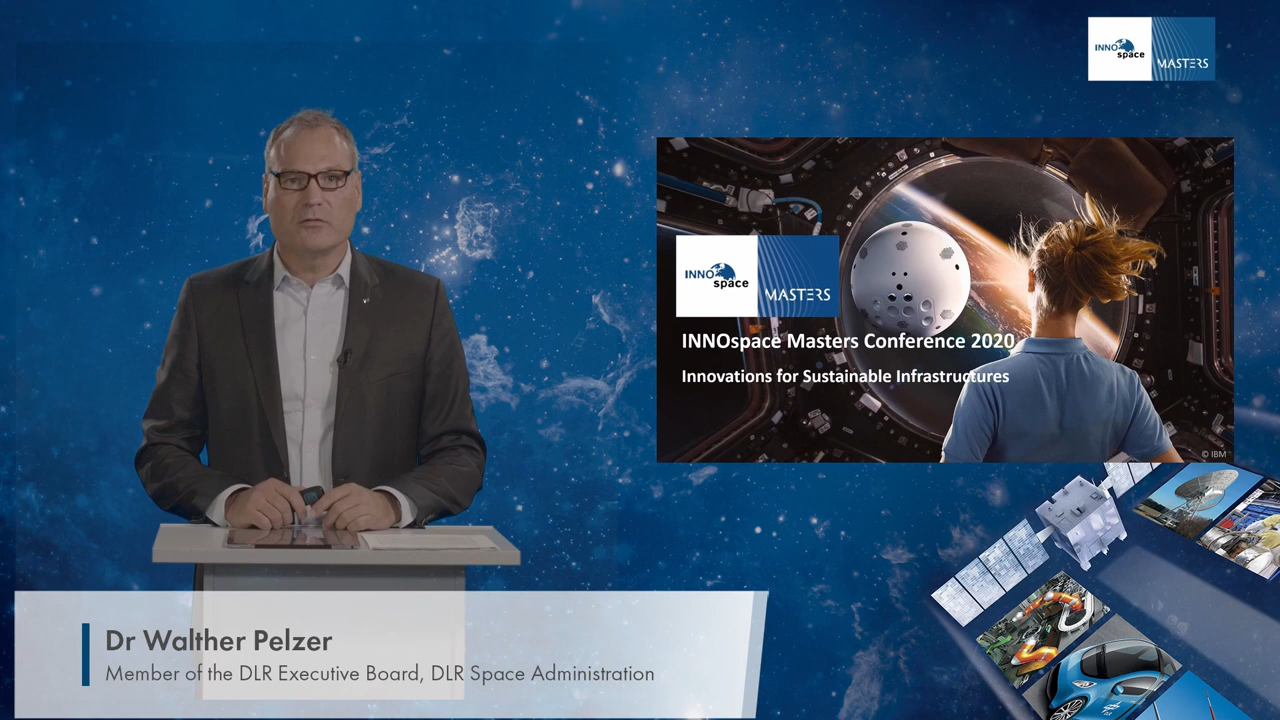 INNO
space
MASTERS
INNO
space
MASTERS
INNOspace Masters Conference 2020
Innovations for Sustainable Infrastructures
© IBM
Dr Walther Pelzer
Member of the DLR Executive Board, DLR Space Administration